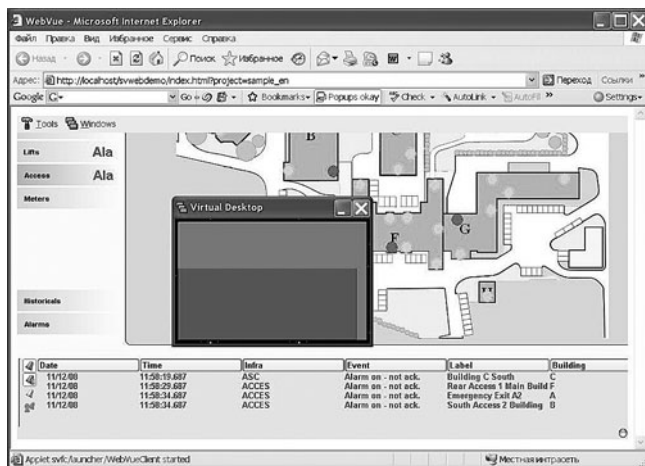 WebVue - Microsoft Internet Explorer
Файл Правка Вид Избранное Сервис Справка
Назад Поиск Избранное
Адрес: http://localhost/svwebdemo/index.html?project=sample_en Переход Ссылки »
Google G Go Bookmarks Popups okay Check AutoLink AutoFill » Settings
Tools Windows
Lifts Ala
Access Ala
Meters
B
C
Virtual Desktop
F
G
Historicals
Alarms
Date Time Infra Event Label Building
11/12/08 11:58:19.687 ASC Alarm on - not ack. Building C South C
11/12/08 11:58:29.687 ACCES Alarm on - not ack. Rear Access 1 Main Build F
11/12/08 11:58:34.687 ACCES Alarm on - not ack. Emergency Exit A2 A
11/12/08 11:58:34.687 ACCES Alarm on - not ack. South Access 2 Building B
Applet svfc/launcher/WebVueClient started Местная интрасеть